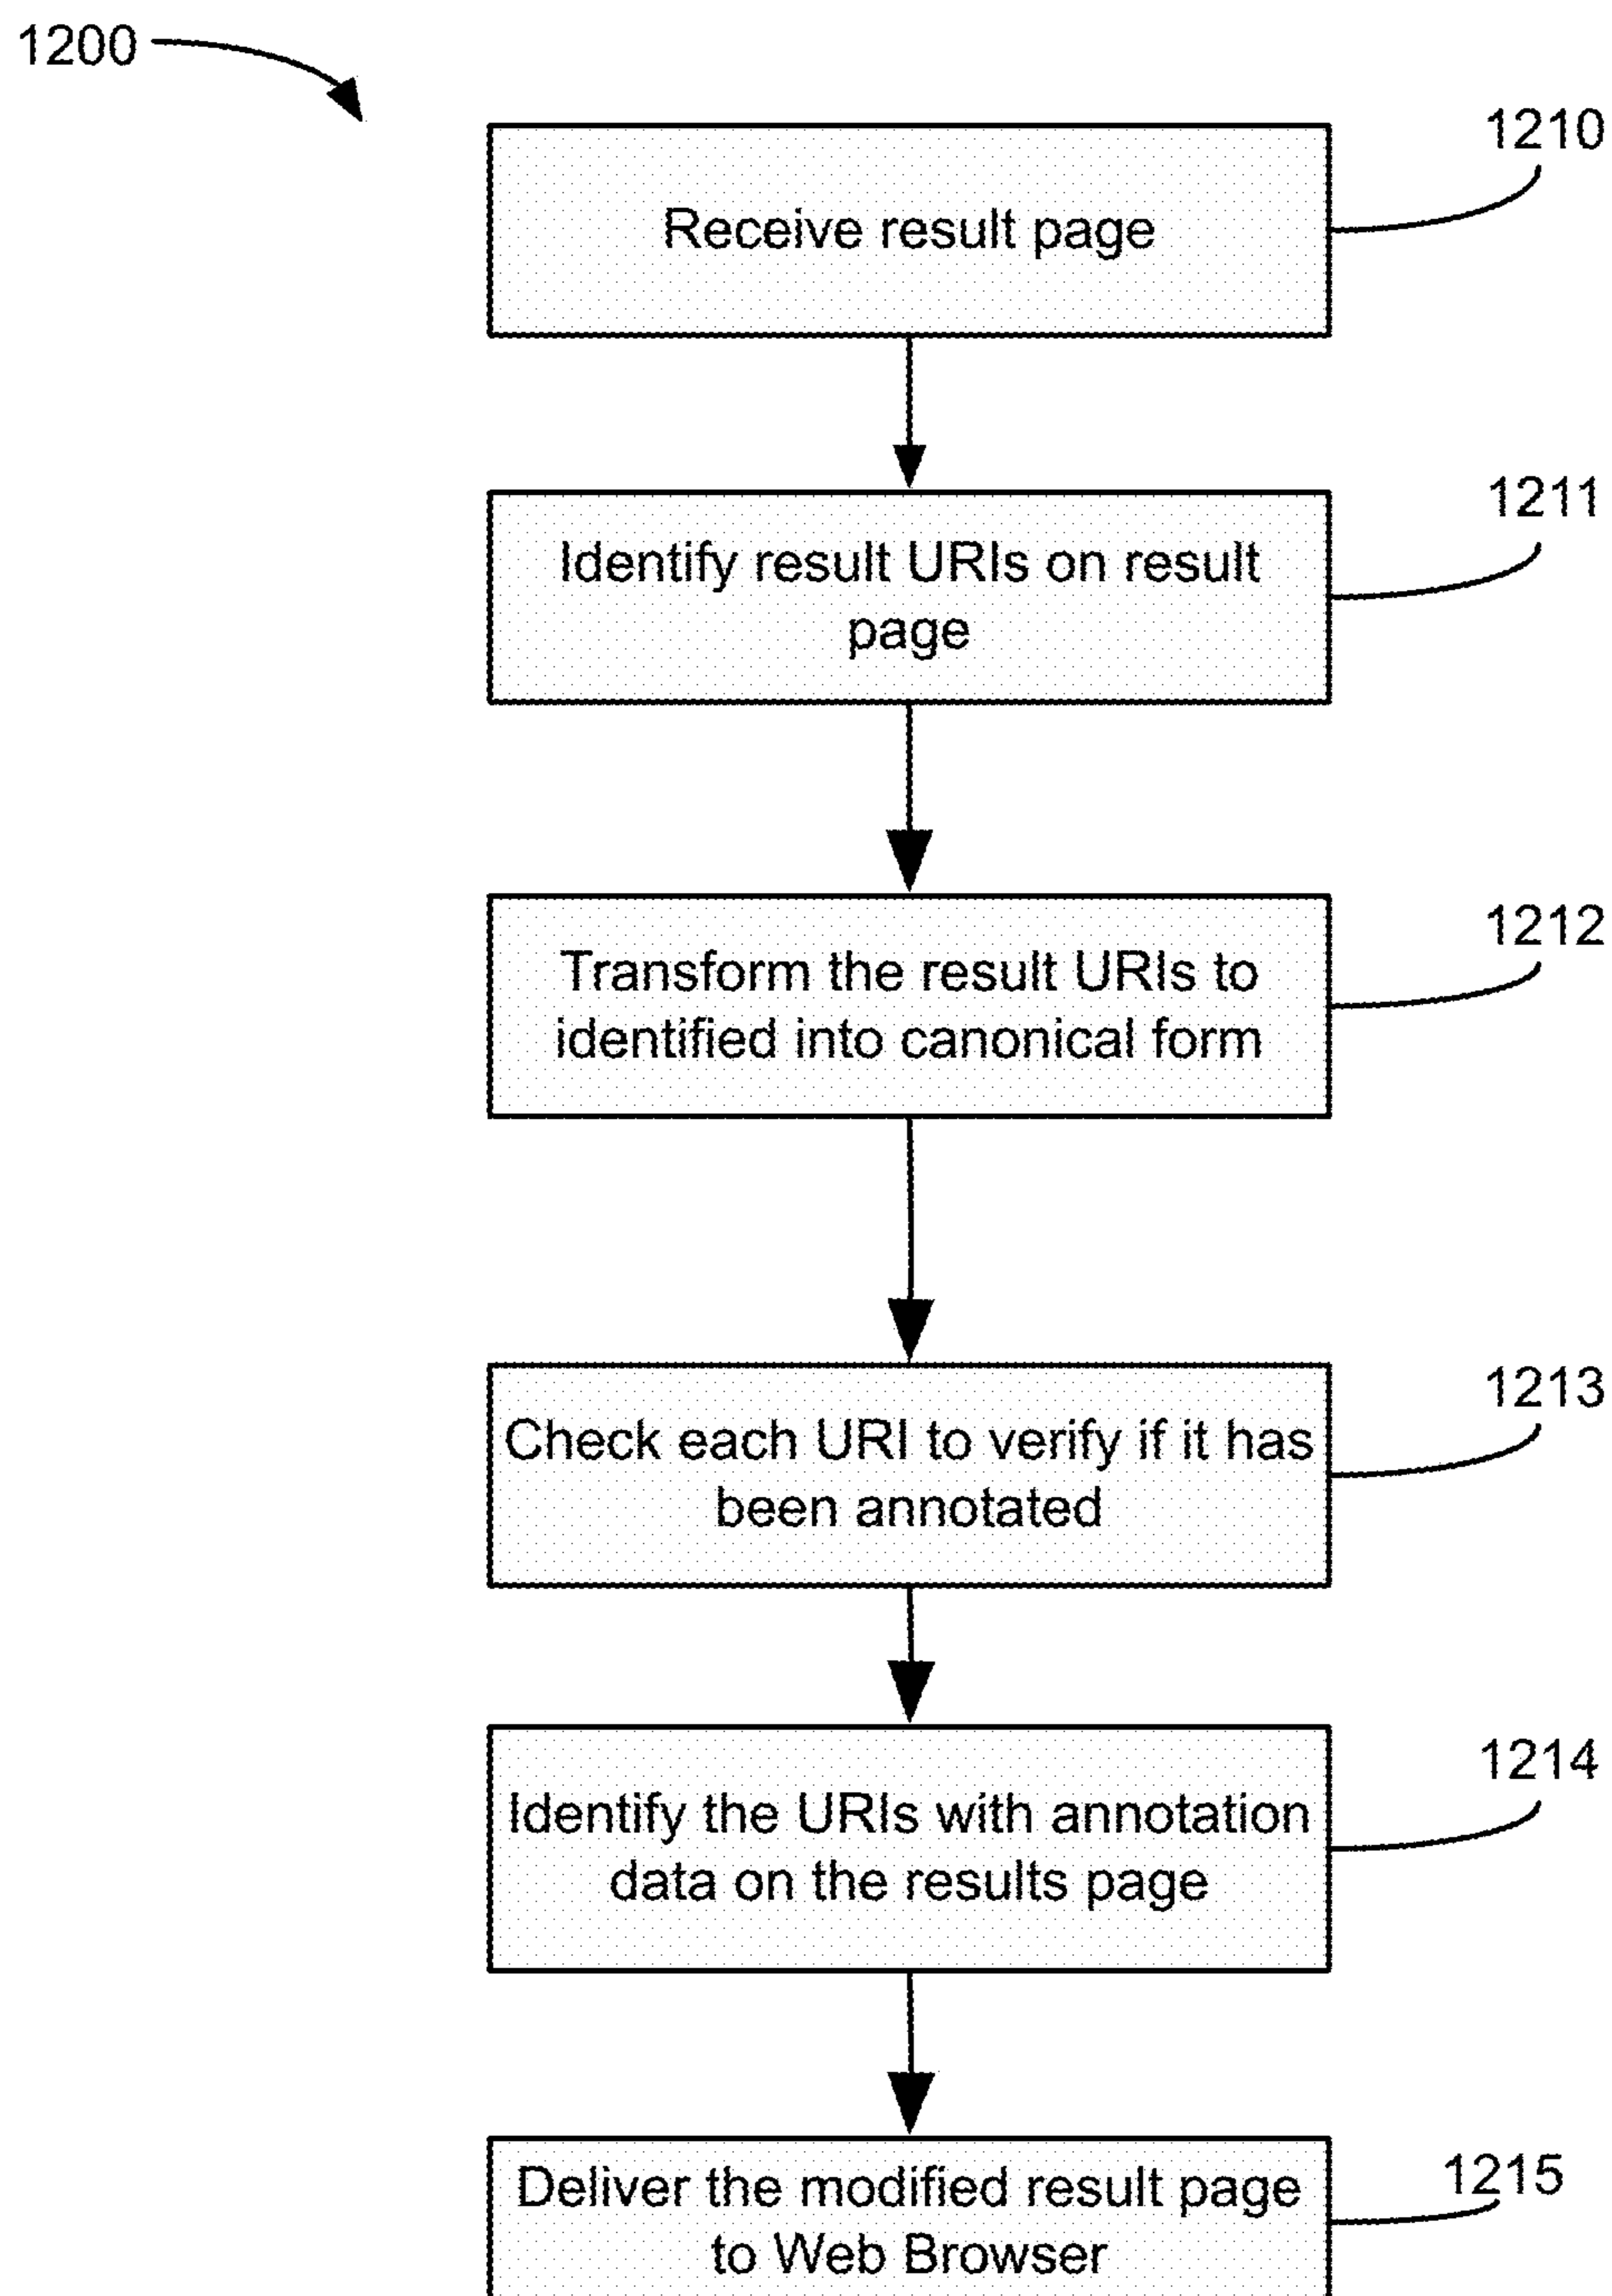 1200
1210
Receive result page
1211
Identify result URIs on result
page
1212
Transform the result URIs to
identified into canonical form
1213
Check each URI to verify if it has
been annotated
1214
Identify the URIs with annotation
data on the results page
1215
Deliver the modified result page
to Web Browser